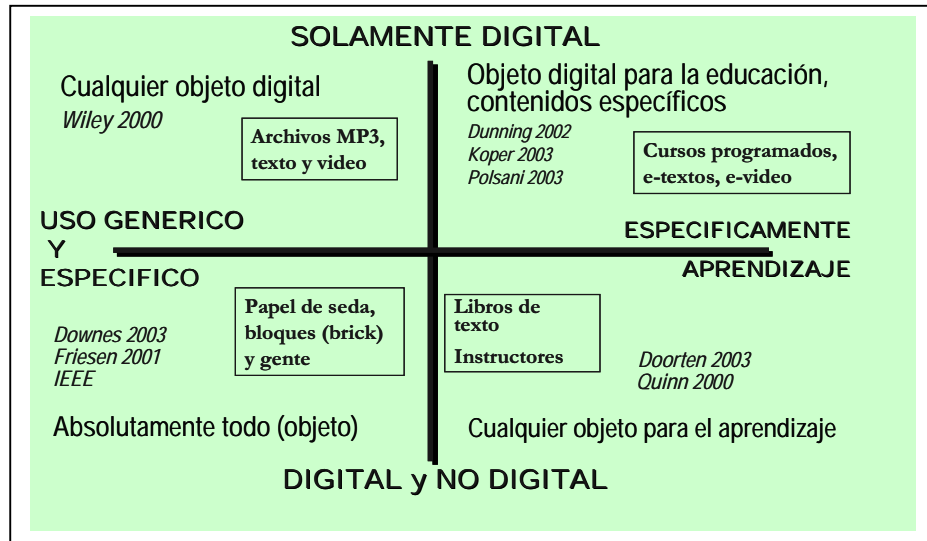 SOLAMENTE DIGITAL
Cualquier objeto digital
Wiley 2000
Archivos MP3,
texto y video
Objeto digital para la educación,
contenidos específicos
Dunning 2002
Koper 2003
Polsani 2003
Cursos programados,
e-textos, e-video
USO GENERICO
Y
ESPECIFICO
ESPECIFICAMENTE
APRENDIZAJE
Papel de seda,
bloques (brick)
y gente
Downes 2003
Friesen 2001
IEEE
Absolutamente todo (objeto)
Libros de
texto
Instructores
Doorten 2003
Quinn 2000
Cualquier objeto para el aprendizaje
DIGITAL y NO DIGITAL